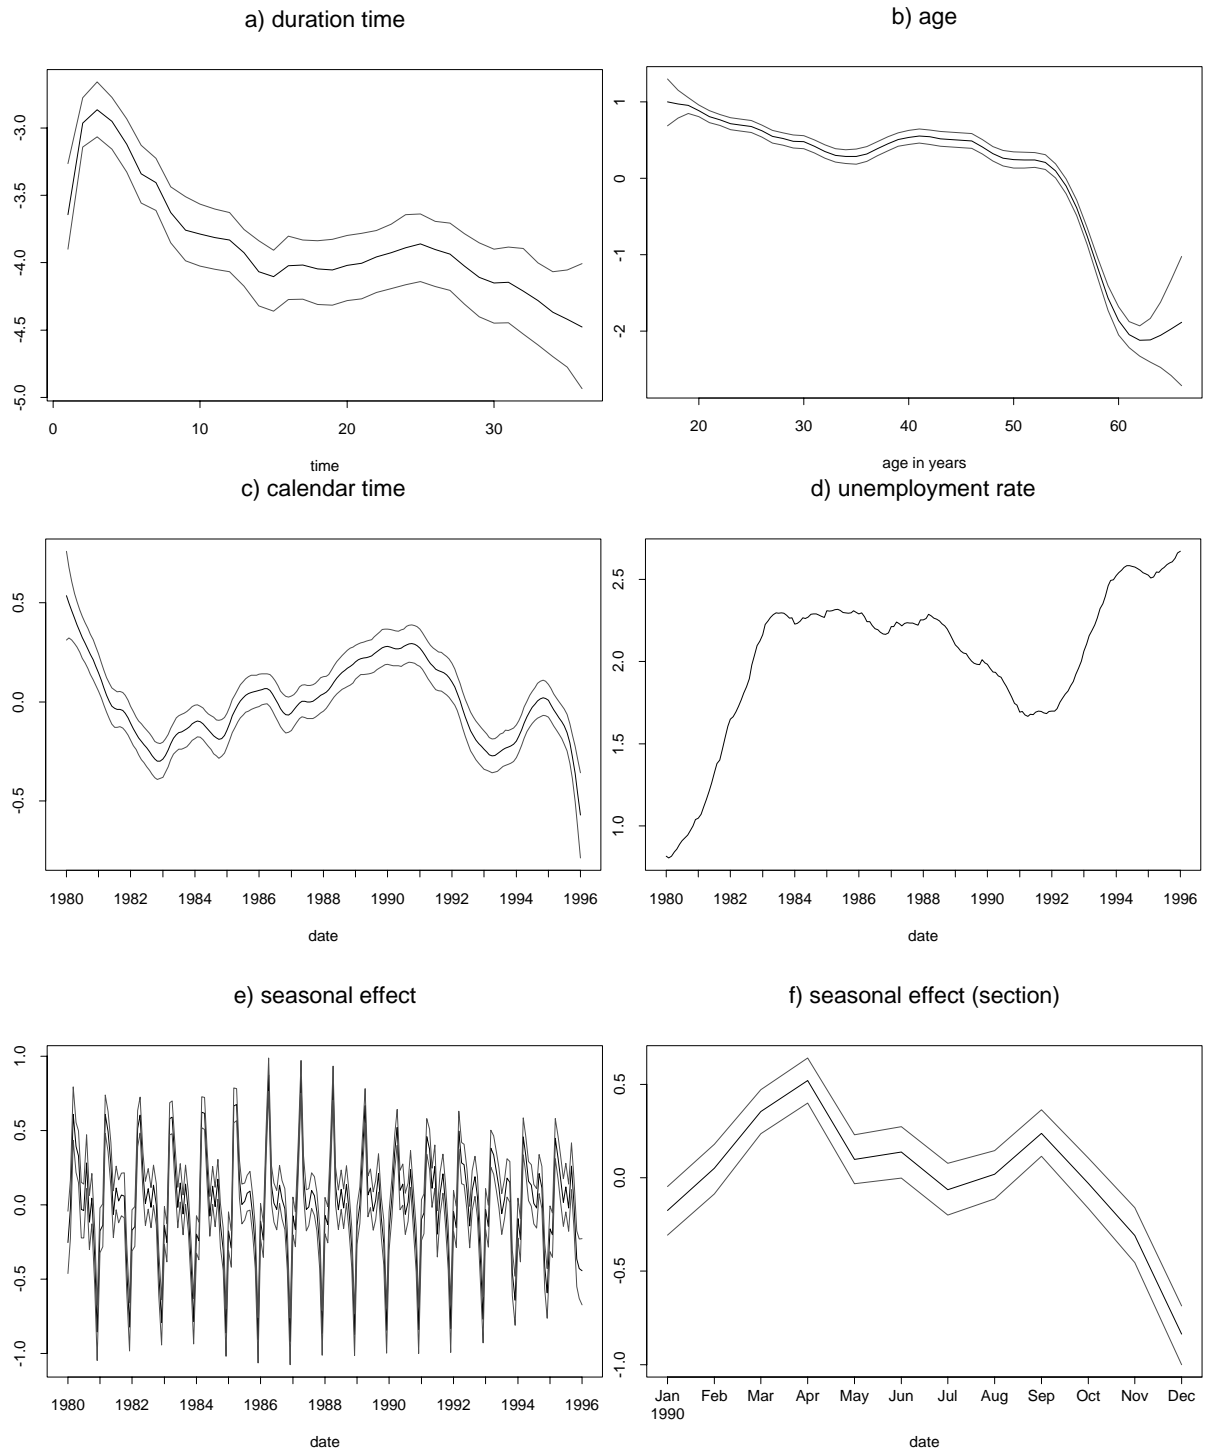 a) duration time
-3.0
-3.5
-4.0
-4.5
-5.0
0 10 20 30
time
b) age
1
0
-1
-2
20 30 40 50 60
age in years
c) calendar time
0.5
0.0
-0.5
1980 1982 1984 1986 1988 1990 1992 1994 1996
date
d) unemployment rate
2.5
2.0
1.5
1.0
1980 1982 1984 1986 1988 1990 1992 1994 1996
date
e) seasonal effect
1.0
0.5
0.0
-0.5
-1.0
1980 1982 1984 1986 1988 1990 1992 1994 1996
date
f) seasonal effect (section)
0.5
0.0
-0.5
-1.0
Jan Feb Mar Apr May Jun Jul Aug Sep Oct Nov Dec
1990
date